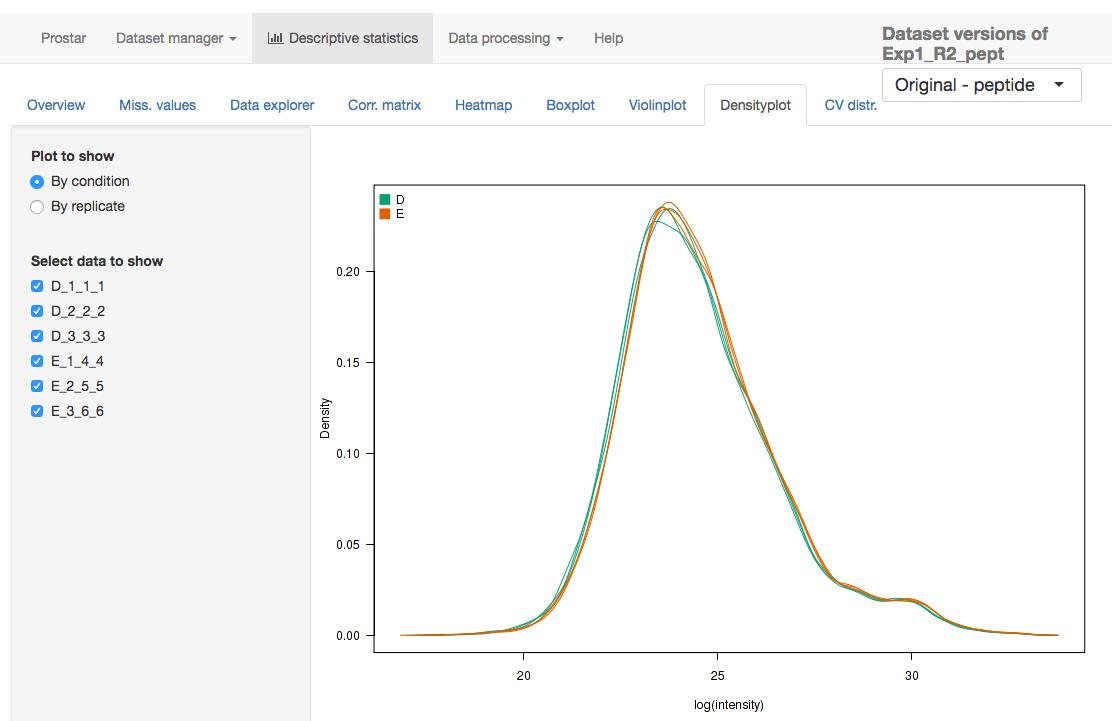 Prostar Dataset manager Descriptive statistics Data processing Help
Dataset versions of
Exp1_R2_pept
Original - peptide
Overview Miss. values Data explorer Corr. matrix Heatmap Boxplot Violinplot Densityplot CV distr.
Plot to show
By condition
By replicate
Select data to show
D_1_1_1
D_2_2_2
D_3_3_3
E_1_4_4
E_2_5_5
E_3_6_6
D
E
0.20
0.15
0.10
0.05
0.00
Density
20 25 30
log(intensity)